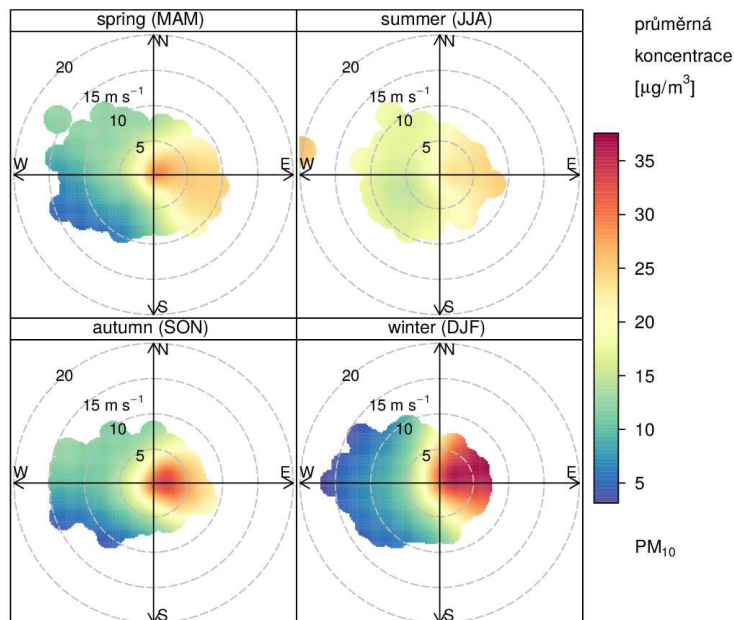 spring (MAM)
N
20
15 m s⁻¹
10
5
W
E
S
summer (JJA)
N
20
15 m s⁻¹
10
5
W
E
S
autumn (SON)
N
20
15 m s⁻¹
10
5
W
E
S
winter (DJF)
N
20
15 m s⁻¹
10
5
W
E
S
průměrná
koncentrace
[µg/m³]
35
30
25
20
15
10
5
PM₁₀